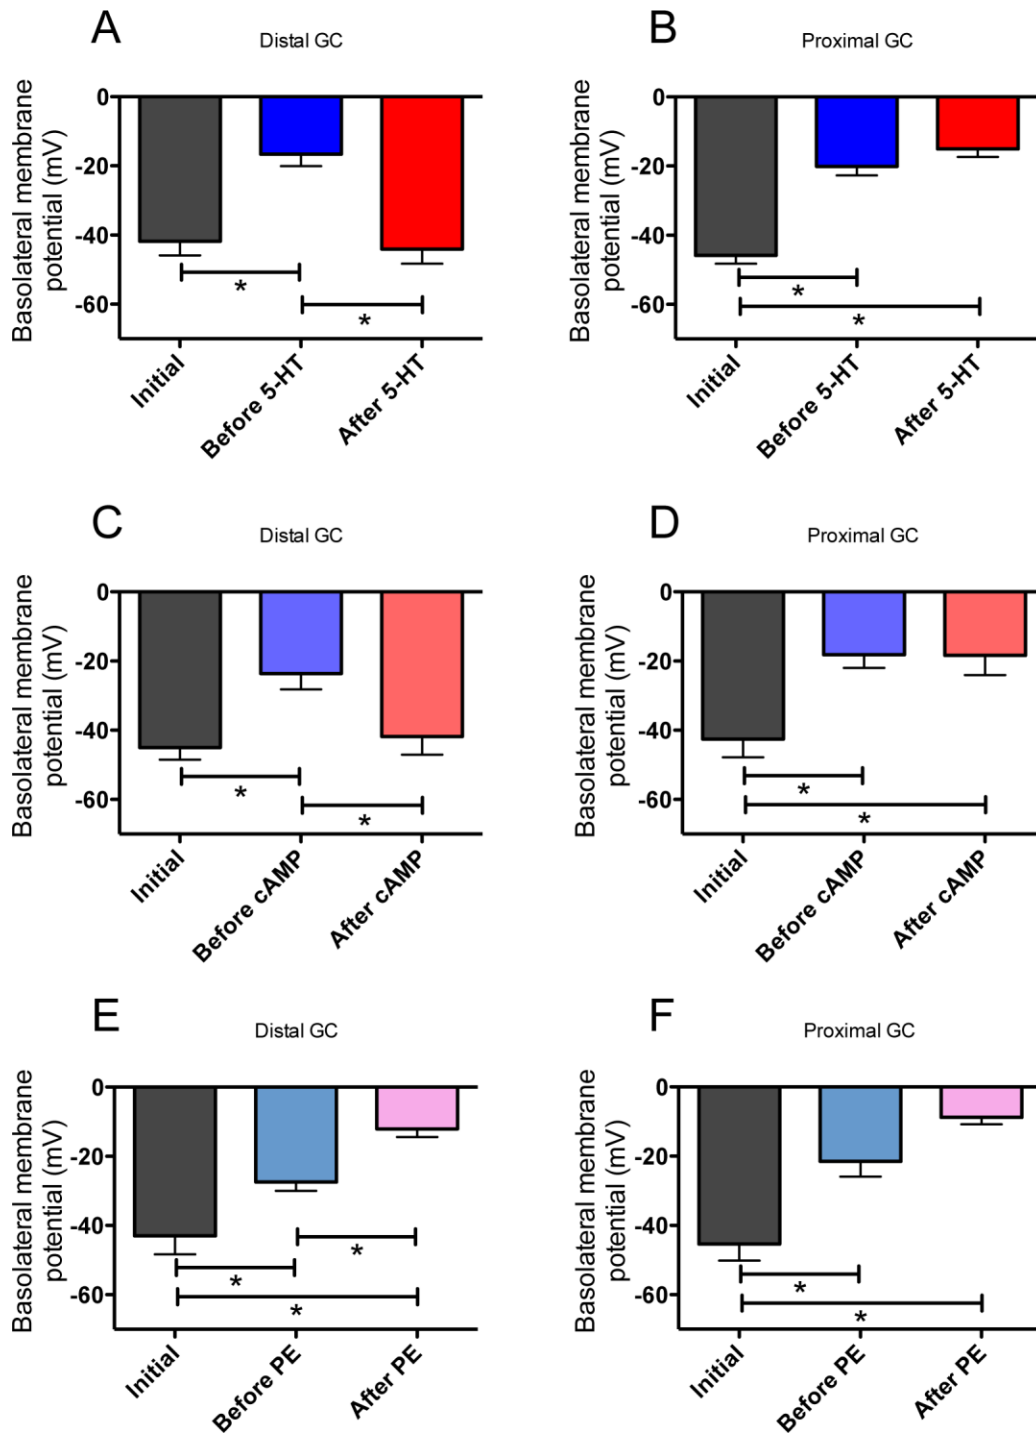 A
Distal GC
Basolateral membrane
potential (mV)
0
-20
-40
-60
*
*
Initial
Before 5-HT
After 5-HT
B
Proximal GC
Basolateral membrane
potential (mV)
0
-20
-40
-60
*
*
Initial
Before 5-HT
After 5-HT
C
Distal GC
Basolateral membrane
potential (mV)
0
-20
-40
-60
*
*
Initial
Before cAMP
After cAMP
D
Proximal GC
Basolateral membrane
potential (mV)
0
-20
-40
-60
*
*
Initial
Before cAMP
After cAMP
E
Distal GC
Basolateral membrane
potential (mV)
0
-20
-40
-60
*
*
*
Initial
Before PE
After PE
F
Proximal GC
Basolateral membrane
potential (mV)
0
-20
-40
-60
*
*
Initial
Before PE
After PE